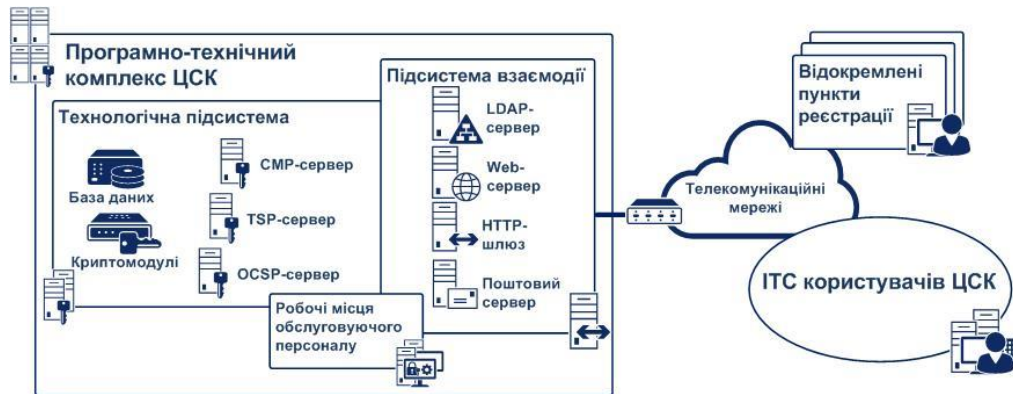 Програмно-технічний
комплекс ЦСК
Технологічна підсистема
База даних
Криптомодулі
CMP-сервер
TSP-сервер
OCSP-сервер
Робочі місця
обслуговуючого
персоналу
Підсистема взаємодії
LDAP-
сервер
Web-
сервер
HTTP-
шлюз
Поштовий
сервер
Телекомунікаційні
мережі
Відокремлені
пункти
реєстрації
ІТС користувачів ЦСК